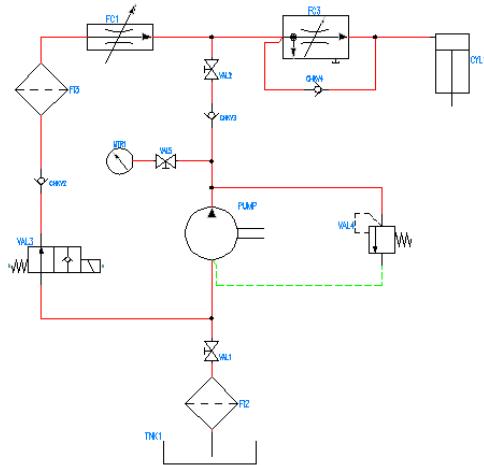 FC1
FC3
VAL2
CYL
FI3
CHKV4
CHKV3
MTR1
VAL5
CHKV2
PUMP
VAL4
VAL3
VAL1
FI2
TNK1